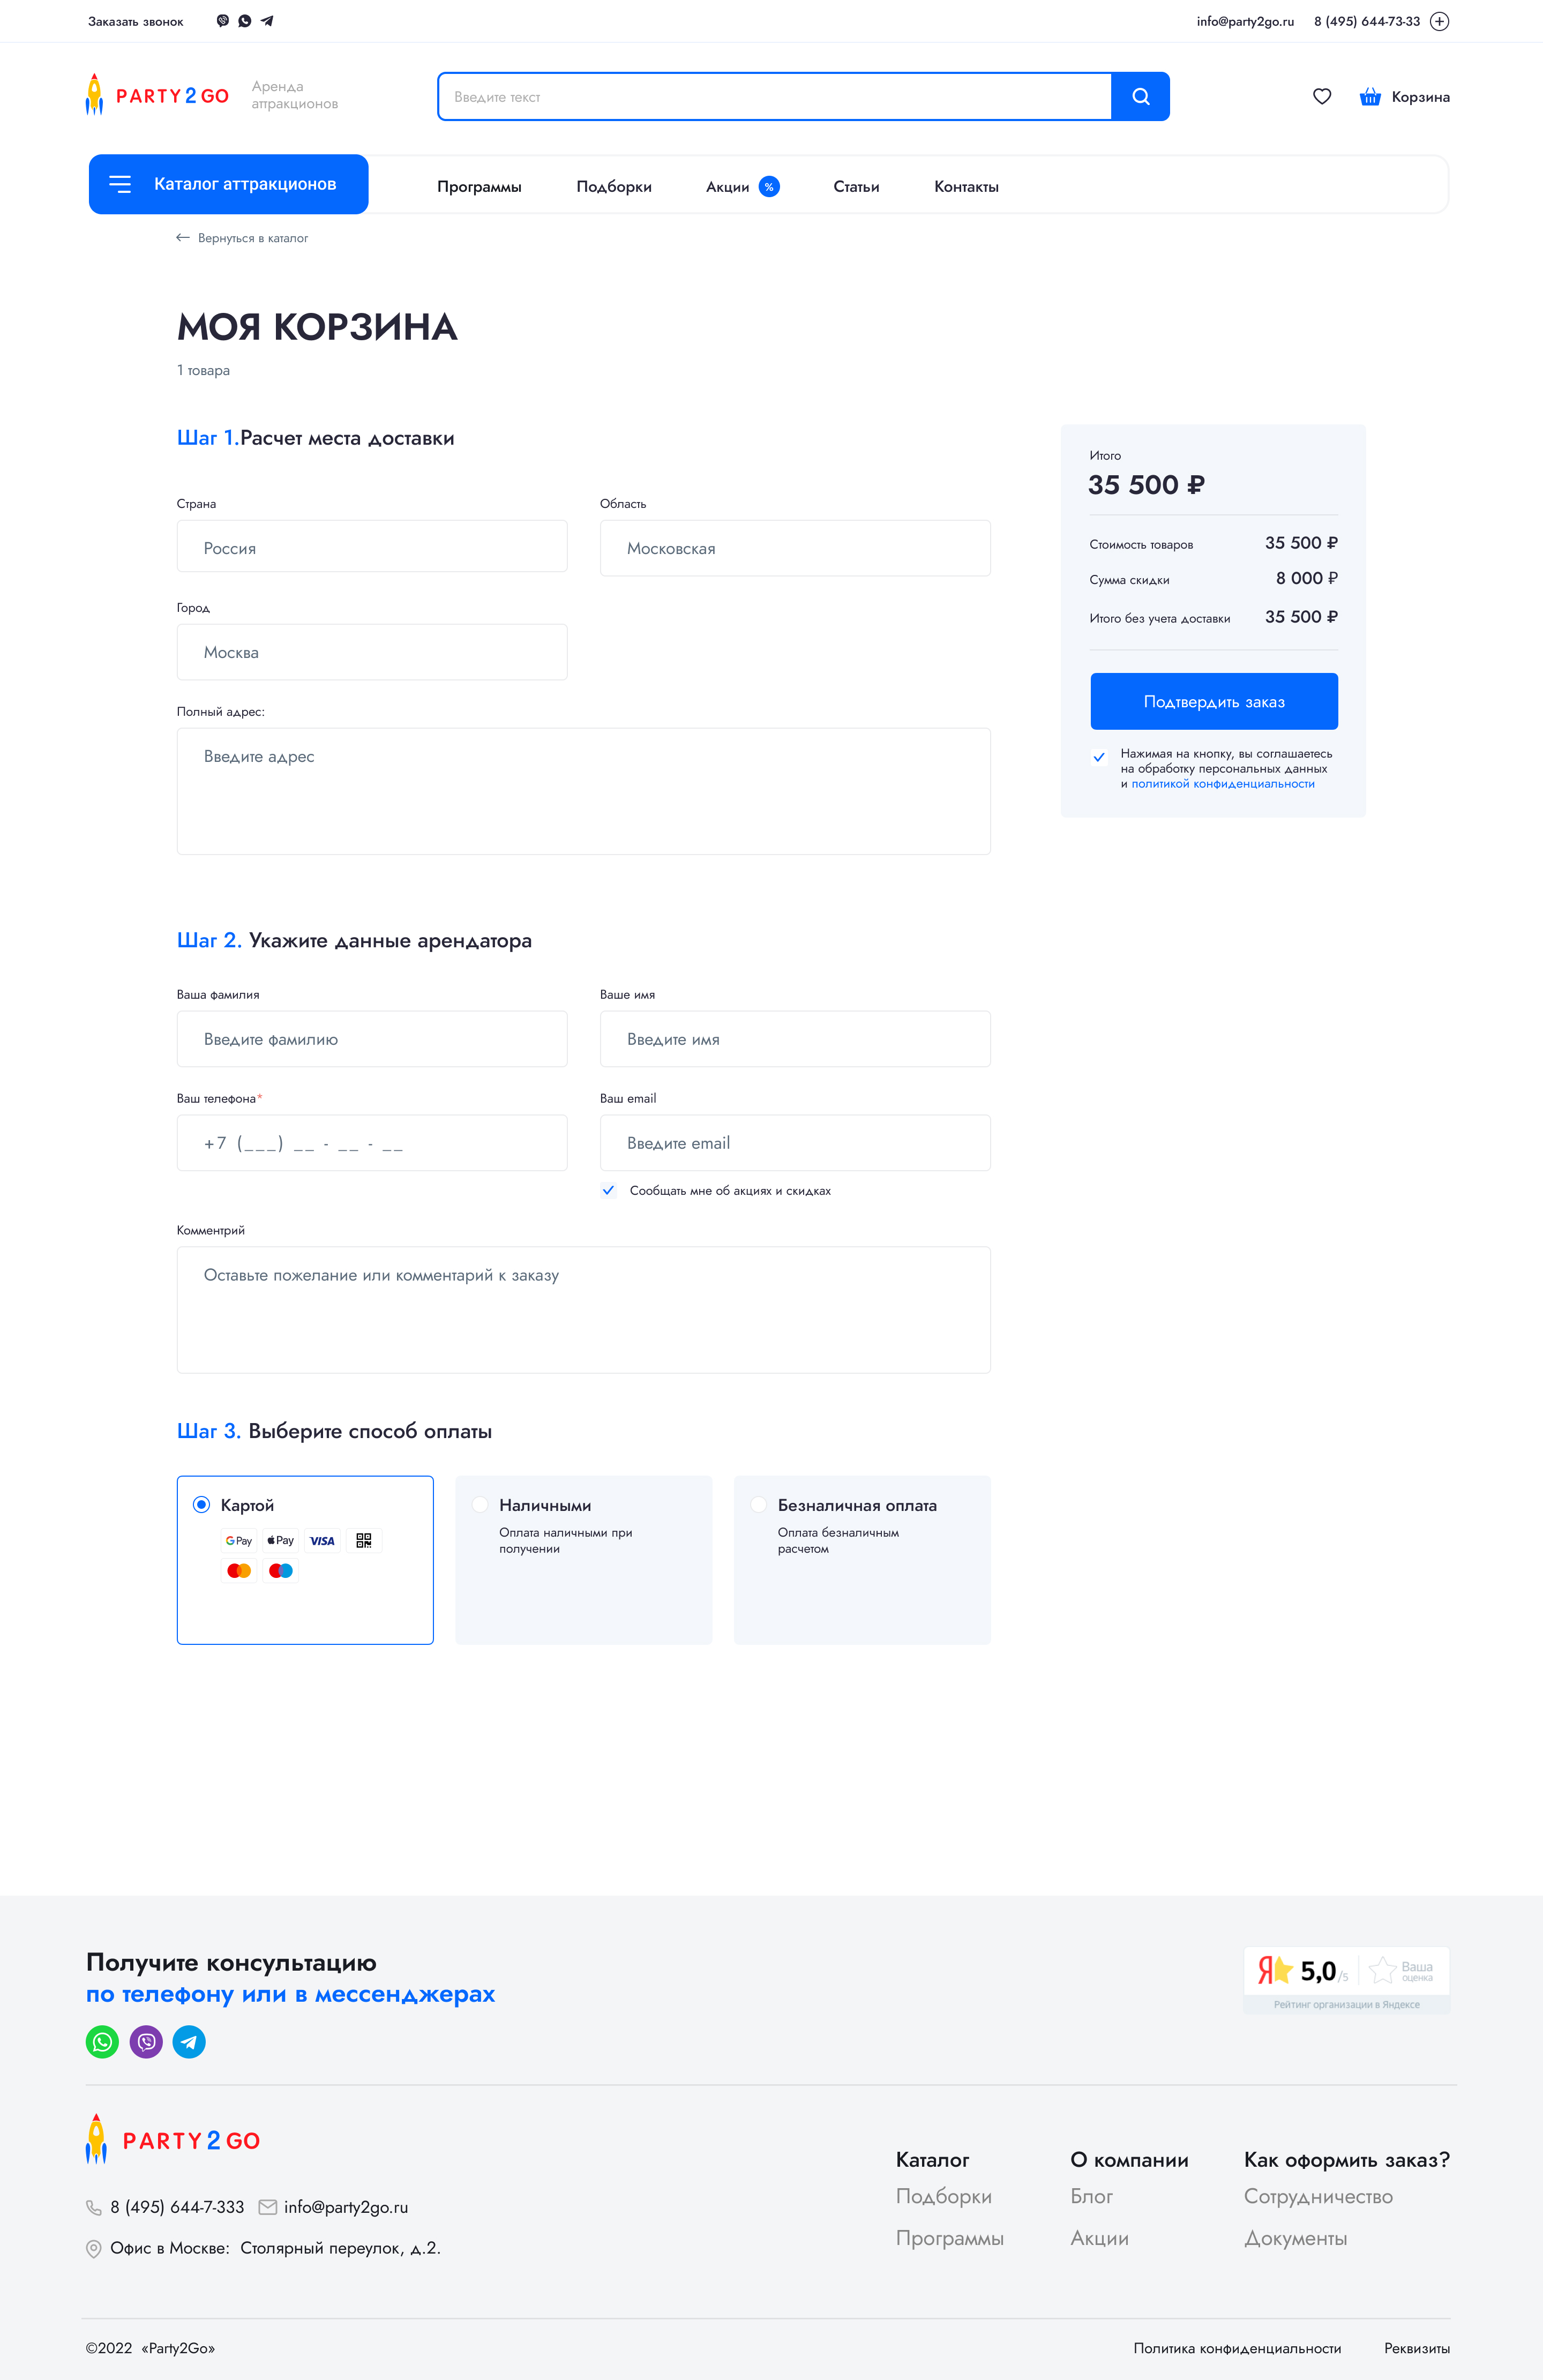 Заказать звонок
info@party2go.ru 8 (495) 644-73-33
PARTY 2 GO
Аренда
аттракционов
Введите текст
Корзина
Каталог аттракционов
Программы Подборки Акции % Статьи Контакты
Вернуться в каталог
МОЯ КОРЗИНА
1 товара
Шаг 1.Расчет места доставки
Страна
Россия
Область
Московская
Город
Москва
Полный адрес:
Введите адрес
Итого
35 500 ₽
Стоимость товаров 35 500 ₽
Сумма скидки 8 000 ₽
Итого без учета доставки 35 500 ₽
Подтвердить заказ
Нажимая на кнопку, вы соглашаетесь
на обработку персональных данных
и политикой конфиденциальности
Шаг 2. Укажите данные арендатора
Ваша фамилия
Введите фамилию
Ваше имя
Введите имя
Ваш телефона*
+7 (___) __ - __ - __
Ваш email
Введите email
Сообщать мне об акциях и скидках
Комментрий
Оставьте пожелание или комментарий к заказу
Шаг 3. Выберите способ оплаты
Картой
G Pay Pay VISA
Наличными
Оплата наличными при
получении
Безналичная оплата
Оплата безналичным
расчетом
Получите консультацию
по телефону или в мессенджерах
Я 5,0/5 Ваша
оценка
Рейтинг организации в Яндексе
PARTY 2 GO
8 (495) 644-7-333 info@party2go.ru
Офис в Москве: Столярный переулок, д.2.
Каталог
Подборки
Программы
О компании
Блог
Акции
Как оформить заказ?
Сотрудничество
Документы
©2022 «Party2Go»
Политика конфиденциальности Реквизиты